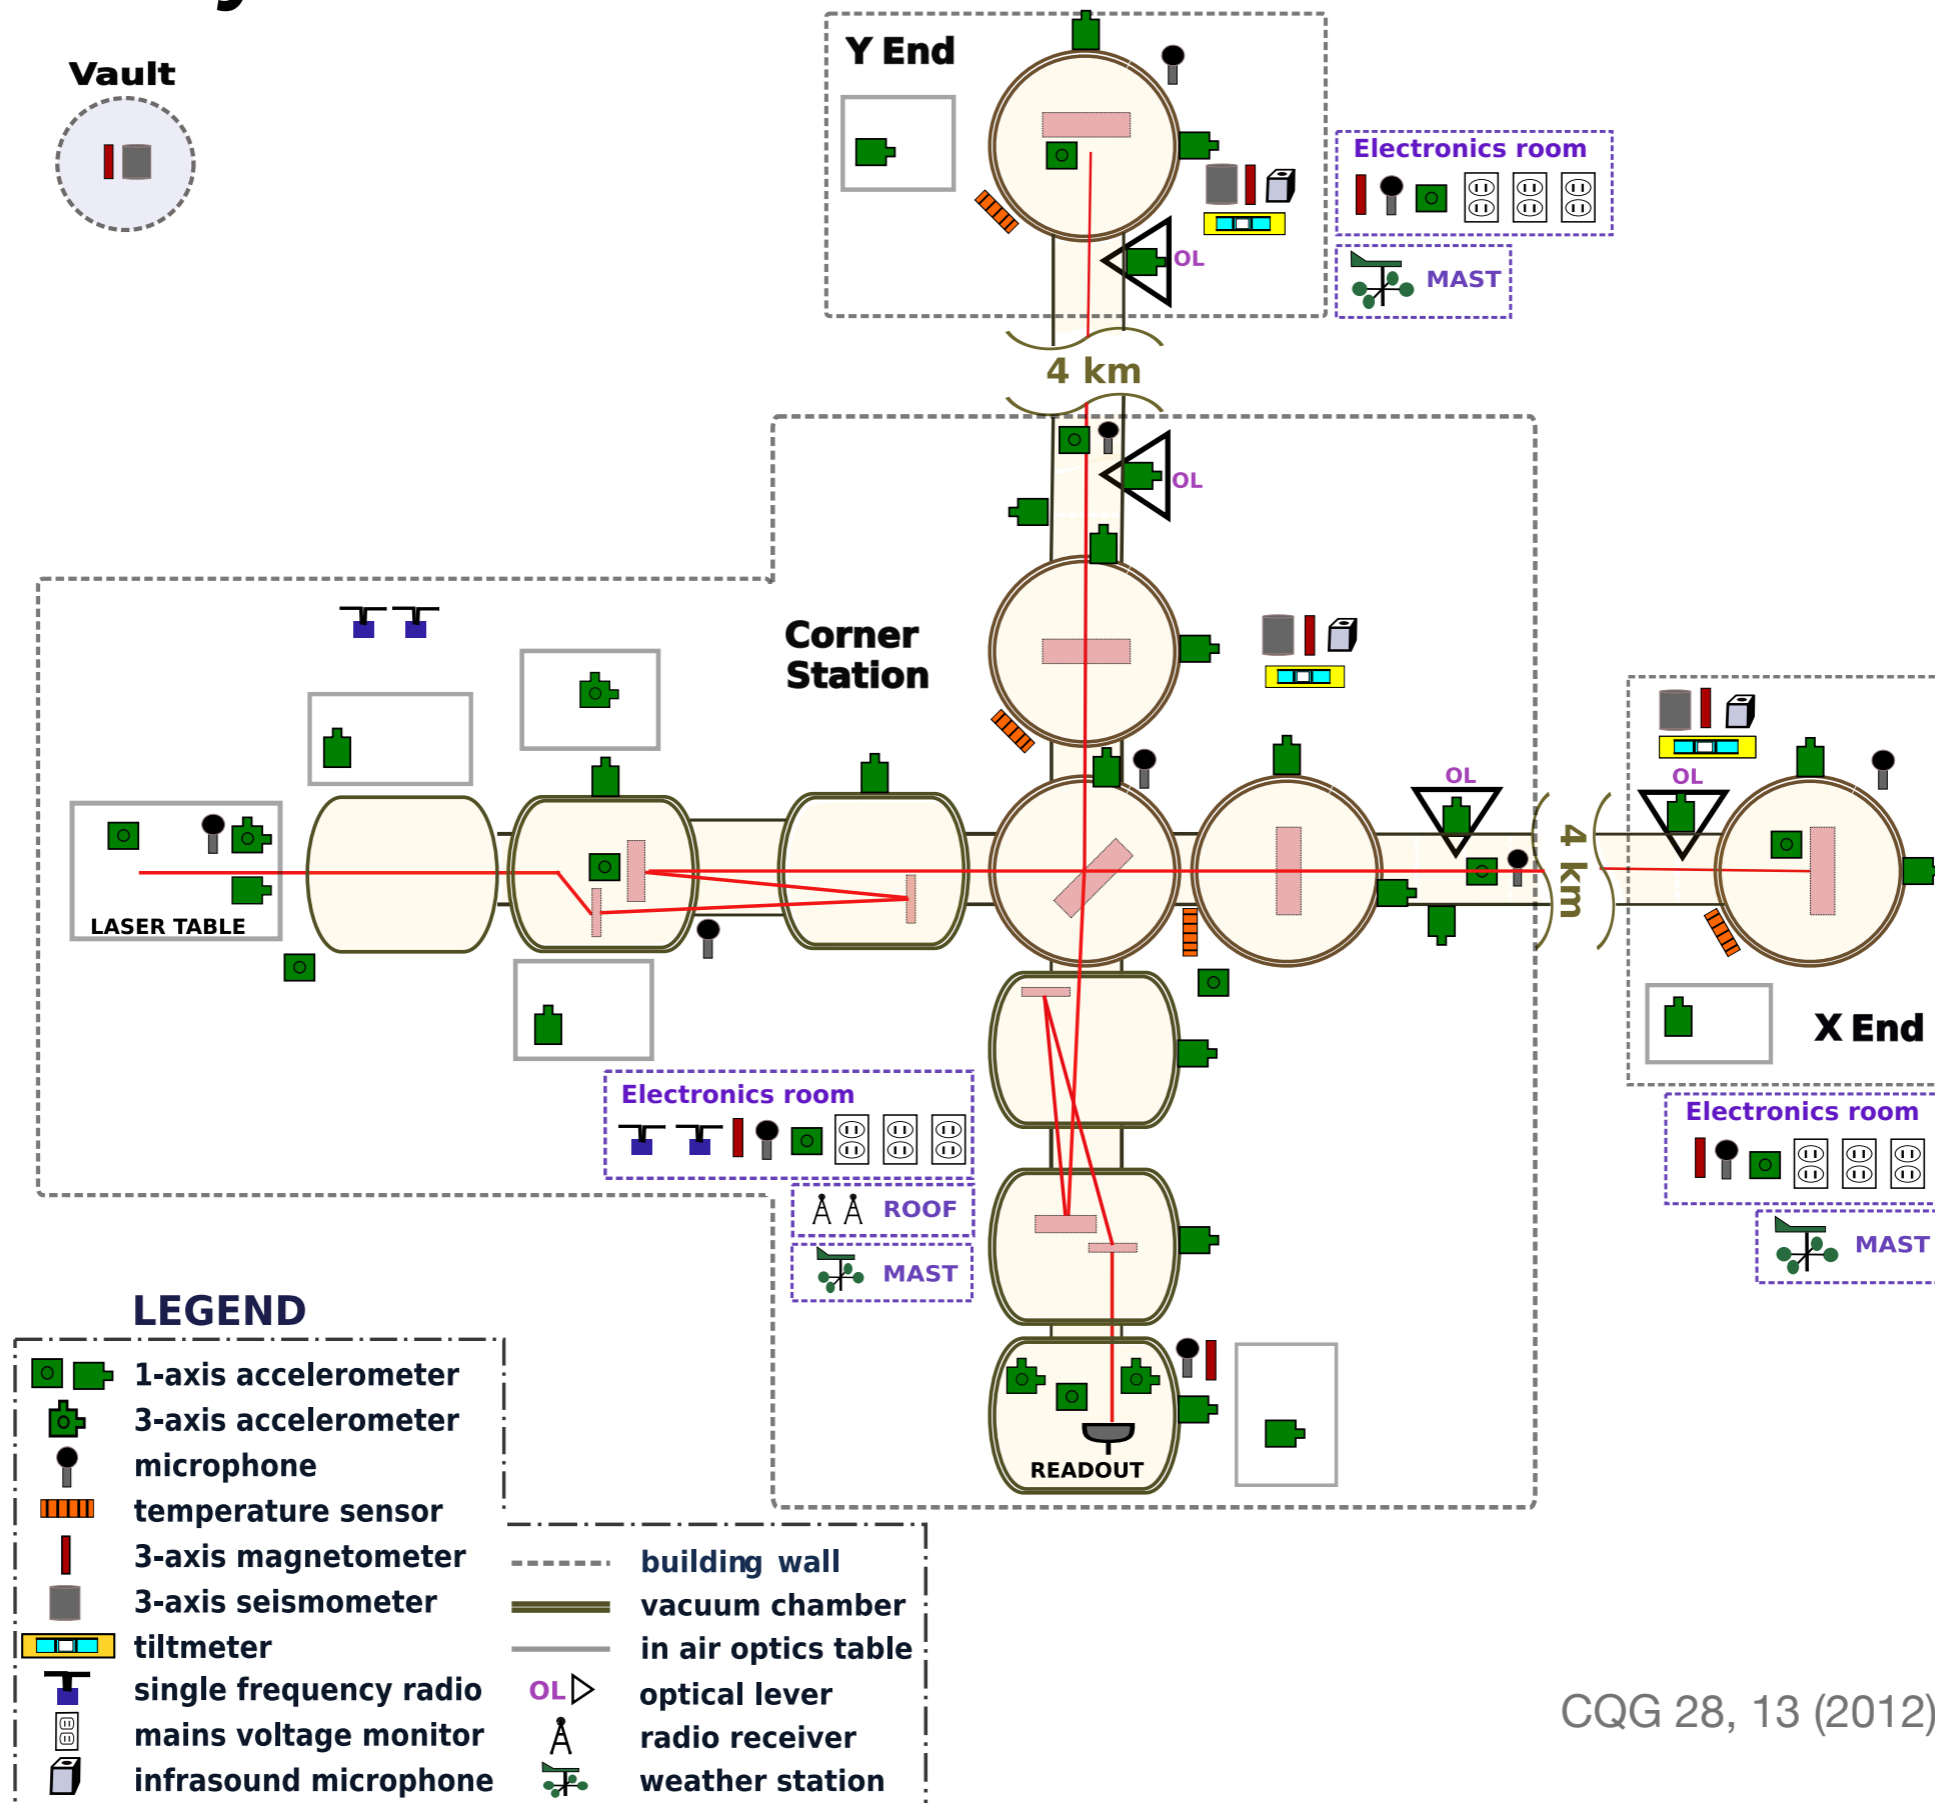 Vault
Y End
Electronics room
OL
MAST
4 km
OL
Corner
Station
OL
OL
4 km
LASER TABLE
X End
Electronics room
Electronics room
ROOF
MAST
MAST
READOUT
LEGEND
1-axis accelerometer
3-axis accelerometer
microphone
temperature sensor
3-axis magnetometer
3-axis seismometer
tiltmeter
single frequency radio
mains voltage monitor
infrasound microphone
building wall
vacuum chamber
in air optics table
OL optical lever
radio receiver
weather station
CQG 28, 13 (2012)